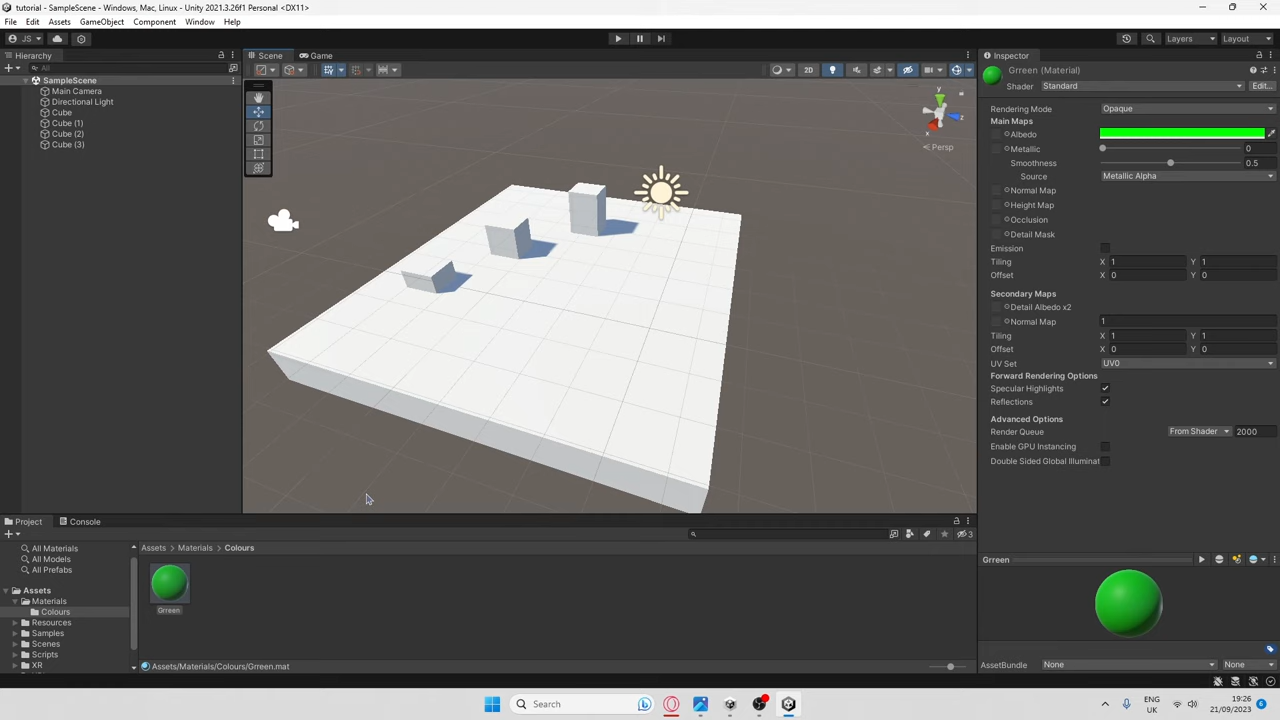 tutorial - SampleScene - Windows, Mac, Linux - Unity 2021.3.26f1 Personal <DX11>
File Edit Assets GameObject Component Window Help
JS
Layers Layout
Hierarchy
All
SampleScene
Main Camera
Directional Light
Cube
Cube (1)
Cube (2)
Cube (3)
Scene Game
2D
y
x
z
Persp
Inspector
Grreen (Material)
Shader Standard Edit...
Rendering Mode Opaque
Main Maps
Albedo
Metallic 0
Smoothness 0.5
Source Metallic Alpha
Normal Map
Height Map
Occlusion
Detail Mask
Emission
Tiling X 1 Y 1
Offset X 0 Y 0
Secondary Maps
Detail Albedo x2
Normal Map 1
Tiling X 1 Y 1
Offset X 0 Y 0
UV Set UV0
Forward Rendering Options
Specular Highlights
Reflections
Advanced Options
Render Queue From Shader 2000
Enable GPU Instancing
Double Sided Global Illuminat
Grreen
AssetBundle None None
Project Console
3
All Materials
All Models
All Prefabs
Assets
Materials
Colours
Resources
Samples
Scenes
Scripts
XR
Assets > Materials > Colours
Grreen
Assets/Materials/Colours/Grreen.mat
Search
ENG
UK
19:26
21/09/2023
6